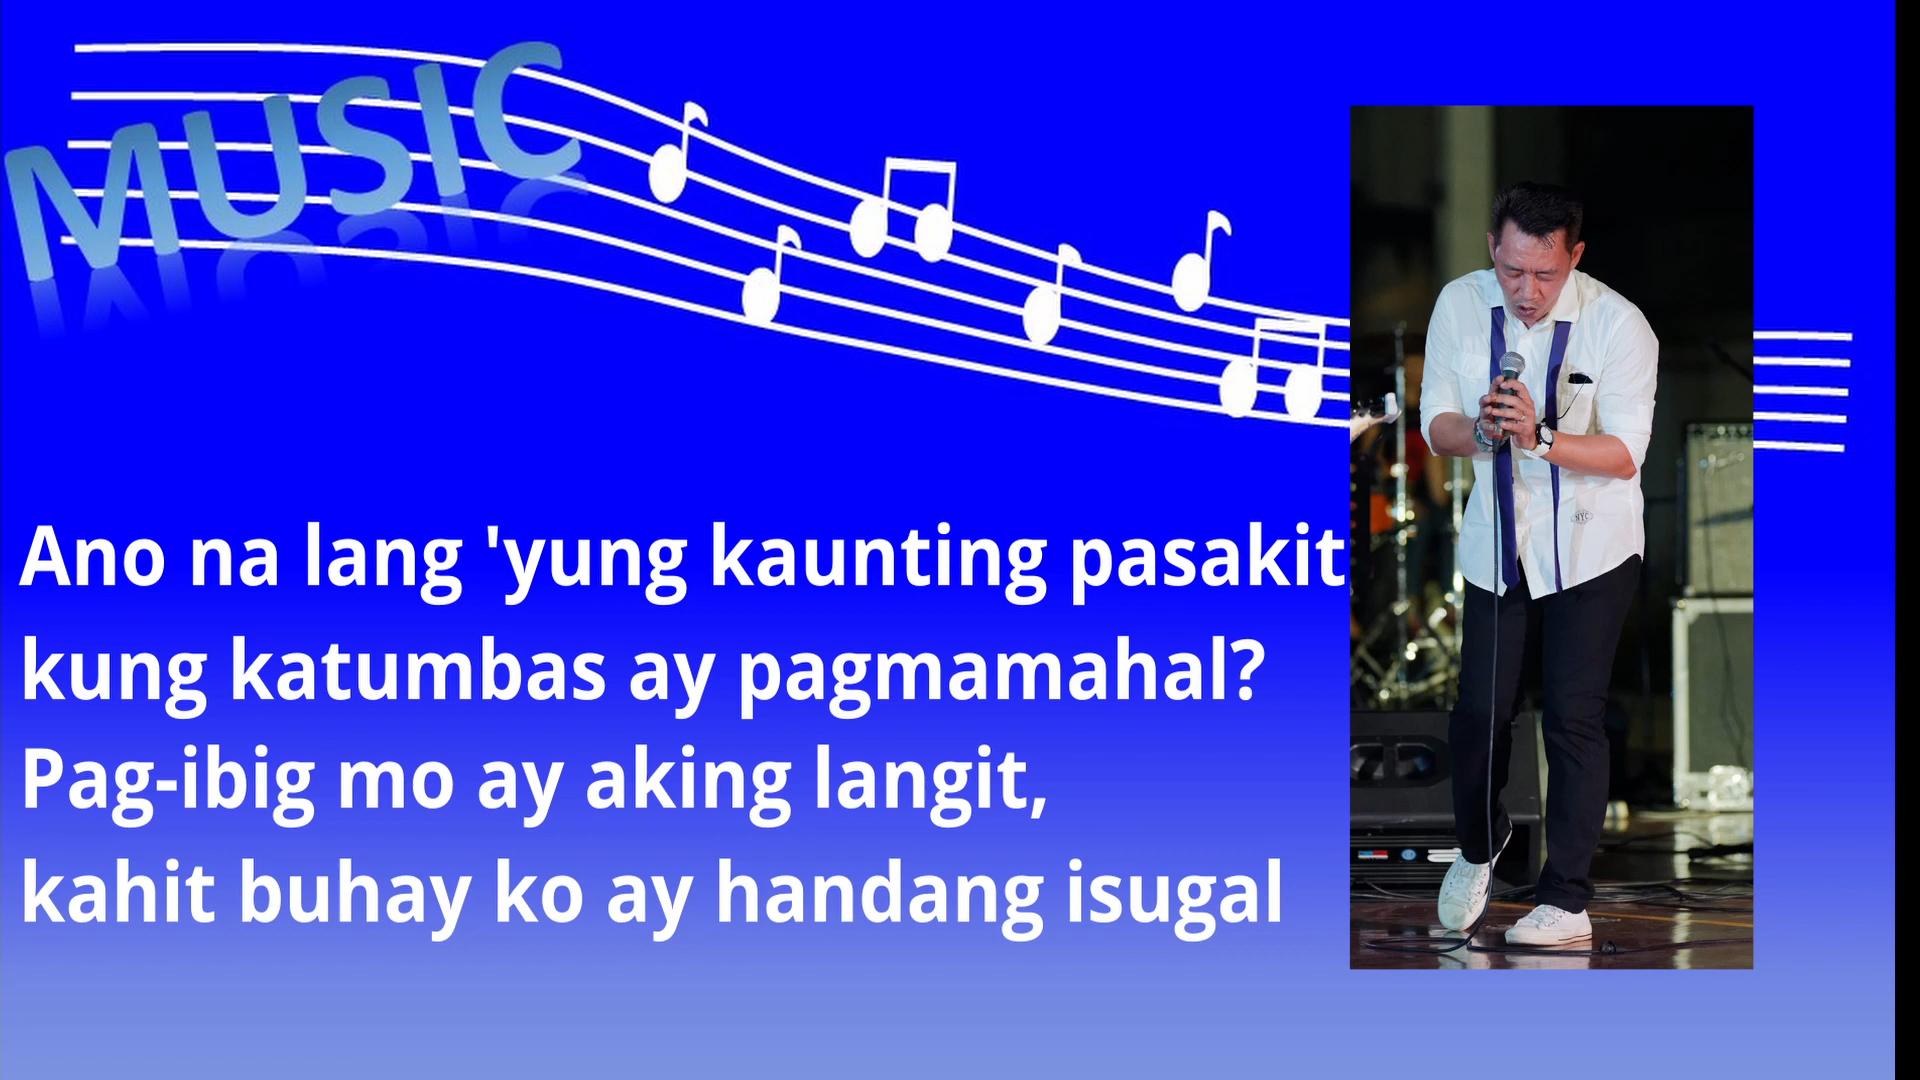 MUSIC
Ano na lang 'yung kaunting pasakit
kung katumbas ay pagmamahal?
Pag-ibig mo ay aking langit,
kahit buhay ko ay handang isugal
NYC